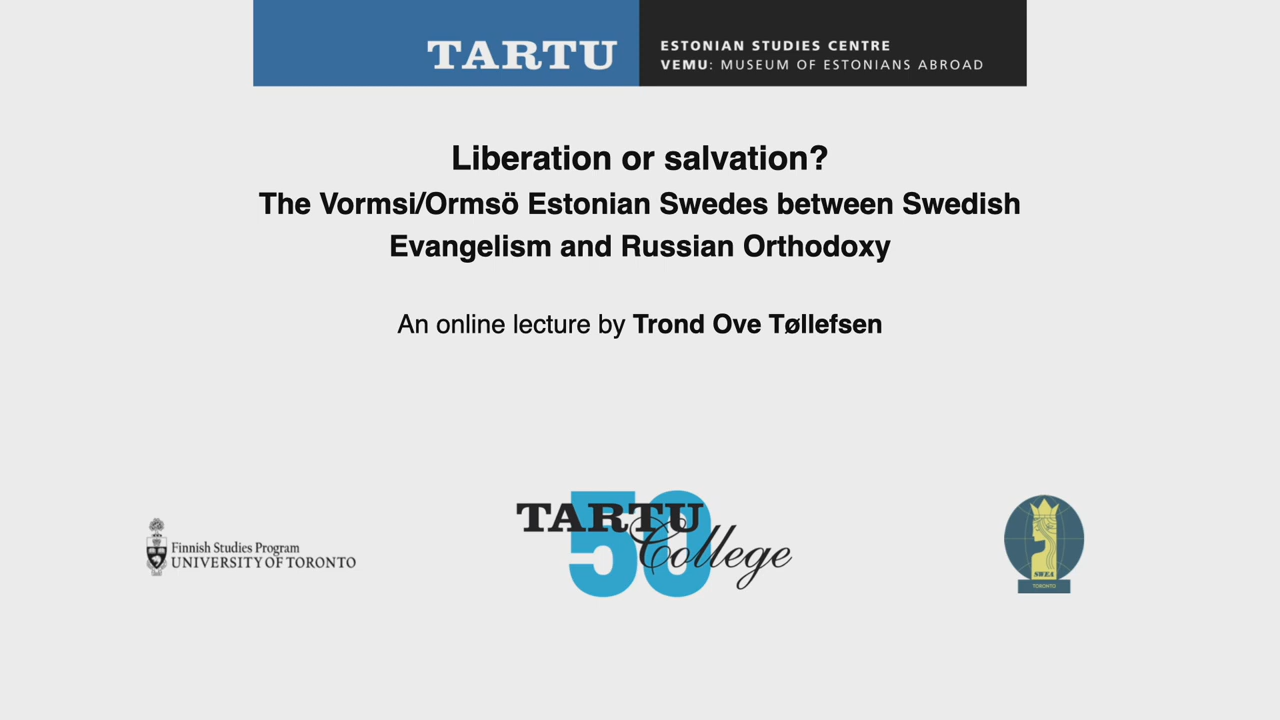 TARTU
ESTONIAN STUDIES CENTRE
VEMU: MUSEUM OF ESTONIANS ABROAD
Liberation or salvation?
The Vormsi/Ormsö Estonian Swedes between Swedish
Evangelism and Russian Orthodoxy
An online lecture by Trond Ove Tøllefsen
Finnish Studies Program
UNIVERSITY OF TORONTO
TARTU
50
College
SWEA
TORONTO